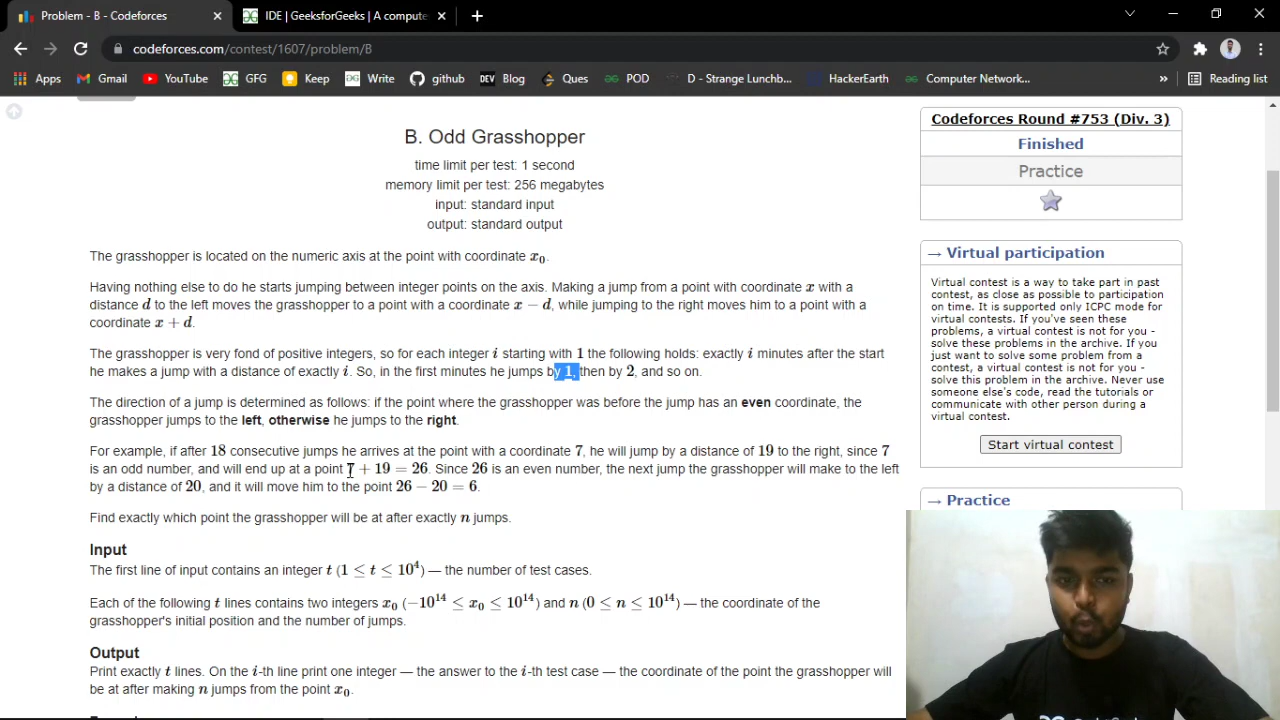 Problem - B - Codeforces
IDE | GeeksforGeeks | A compute
codeforces.com/contest/1607/problem/B
Apps Gmail YouTube GFG Keep Write github Blog Ques POD D - Strange Lunchb... HackerEarth Computer Network... » Reading list
B. Odd Grasshopper
time limit per test: 1 second
memory limit per test: 256 megabytes
input: standard input
output: standard output
The grasshopper is located on the numeric axis at the point with coordinate x₀.
Having nothing else to do he starts jumping between integer points on the axis. Making a jump from a point with coordinate x with a
distance d to the left moves the grasshopper to a point with a coordinate x − d, while jumping to the right moves him to a point with a
coordinate x + d.
The grasshopper is very fond of positive integers, so for each integer i starting with 1 the following holds: exactly i minutes after the start
he makes a jump with a distance of exactly i. So, in the first minutes he jumps by 1, then by 2, and so on.
The direction of a jump is determined as follows: if the point where the grasshopper was before the jump has an even coordinate, the
grasshopper jumps to the left, otherwise he jumps to the right.
For example, if after 18 consecutive jumps he arrives at the point with a coordinate 7, he will jump by a distance of 19 to the right, since 7
is an odd number, and will end up at a point 7 + 19 = 26. Since 26 is an even number, the next jump the grasshopper will make to the left
by a distance of 20, and it will move him to the point 26 − 20 = 6.
Find exactly which point the grasshopper will be at after exactly n jumps.
Input
The first line of input contains an integer t (1 ≤ t ≤ 10⁴) — the number of test cases.
Each of the following t lines contains two integers x₀ (−10¹⁴ ≤ x₀ ≤ 10¹⁴) and n (0 ≤ n ≤ 10¹⁴) — the coordinate of the
grasshopper's initial position and the number of jumps.
Output
Print exactly t lines. On the i-th line print one integer — the answer to the i-th test case — the coordinate of the point the grasshopper will
be at after making n jumps from the point x₀.
Codeforces Round #753 (Div. 3)
Finished
Practice
→ Virtual participation
Virtual contest is a way to take part in past
contest, as close as possible to participation
on time. It is supported only ICPC mode for
virtual contests. If you've seen these
problems, a virtual contest is not for you -
solve these problems in the archive. If you
just want to solve some problem from a
contest, a virtual contest is not for you -
solve this problem in the archive. Never use
someone else's code, read the tutorials or
communicate with other person during a
virtual contest.
Start virtual contest
→ Practice